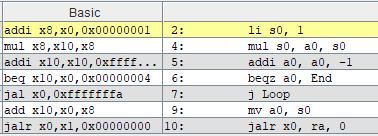 Basic
addi x8,x0,0x00000001 2: li s0, 1
mul x8,x10,x8 4: mul s0, a0, s0
addi x10,x10,0xffff... 5: addi a0, a0, -1
beq x10,x0,0x00000004 6: beqz a0, End
jal x0,0xfffffffa 7: j Loop
add x10,x0,x8 9: mv a0, s0
jalr x0,x1,0x00000000 10: jalr x0, ra, 0